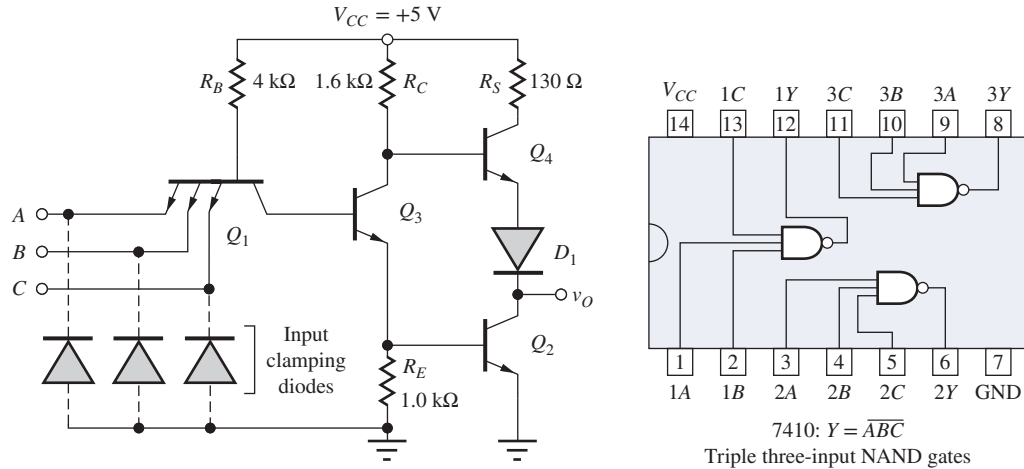 V_CC = +5 V
R_B 4 kΩ 1.6 kΩ R_C R_S 130 Ω
Q_4
A
Q_1 Q_3
B
D_1
C
v_O
Input
clamping
diodes
R_E Q_2
1.0 kΩ
V_CC 1C 1Y 3C 3B 3A 3Y
14 13 12 11 10 9 8
1 2 3 4 5 6 7
1A 1B 2A 2B 2C 2Y GND
7410: Y = \overline{ABC}
Triple three-input NAND gates